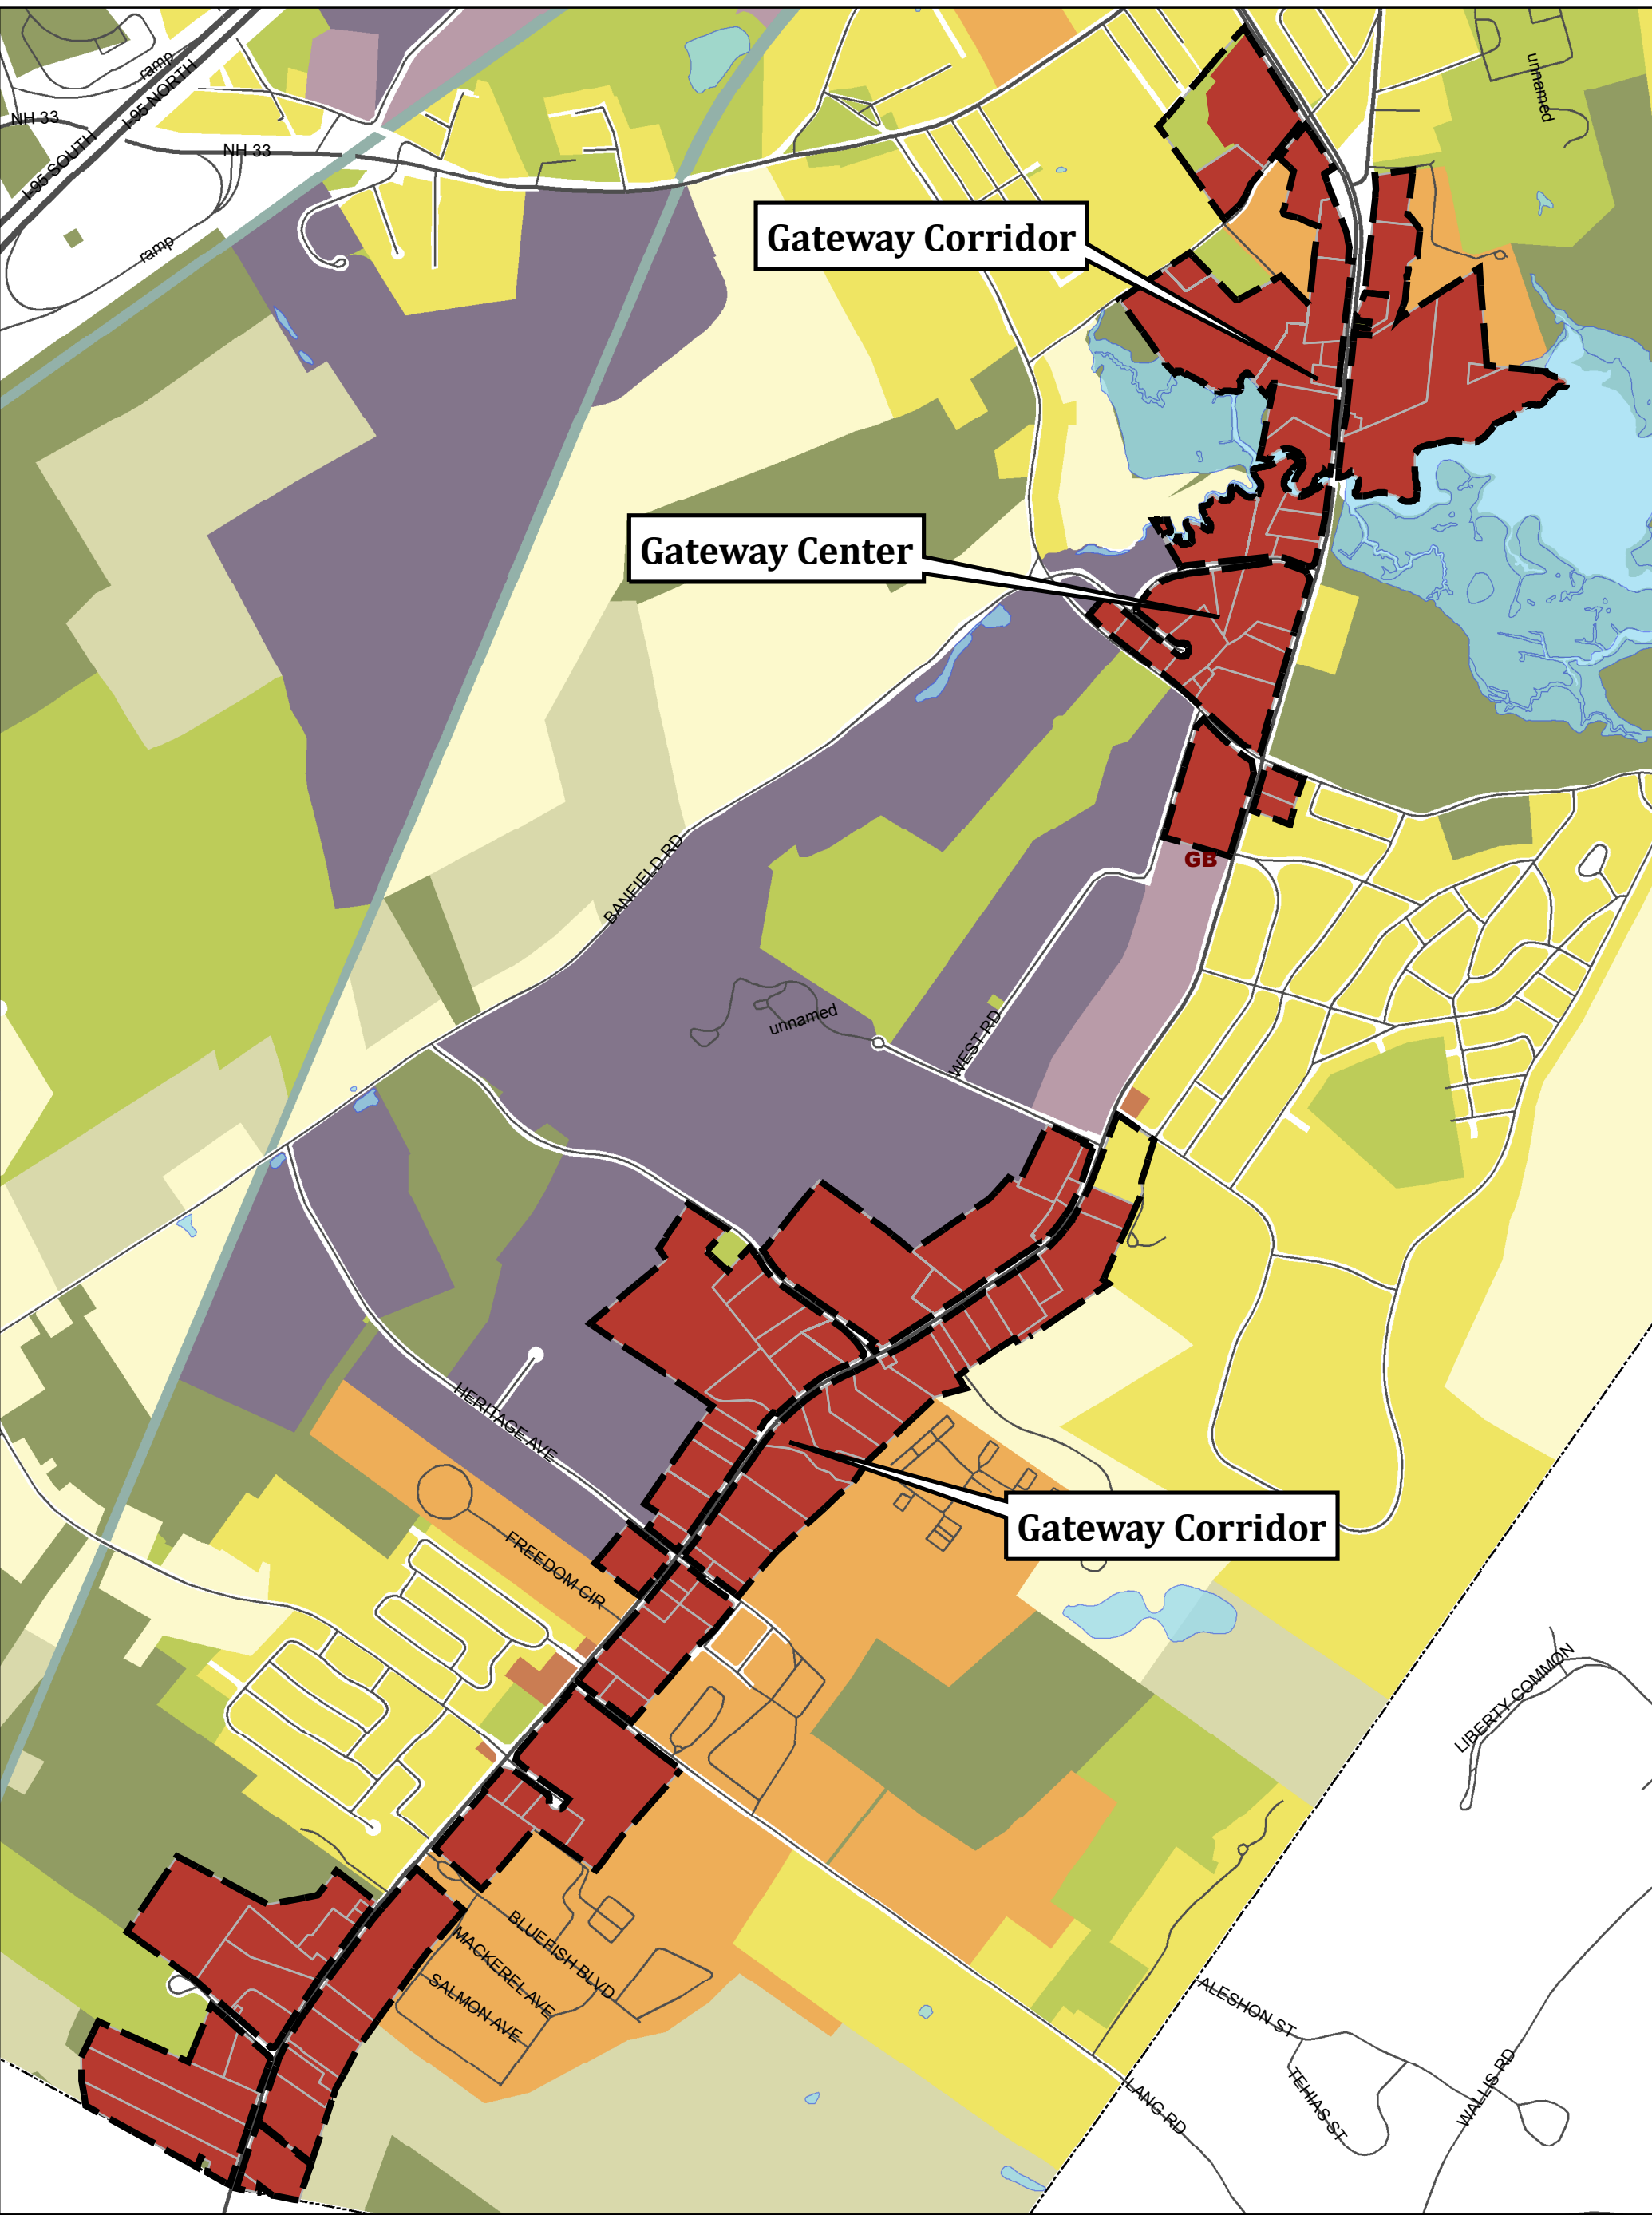 ramp
I-95 NORTH
unnamed
NH 33
I-95 SOUTH
NH 33
ramp
Gateway Corridor
Gateway Center
GB
BANFIELD RD
unnamed
WEST RD
HERITAGE AVE
Gateway Corridor
FREEDOM CIR
LIBERTY COMMON
BLUEFISH BLVD
MACKEREL AVE
SALMON AVE
ALESHON ST
TEHIAS ST
WALLIS RD
LANG RD